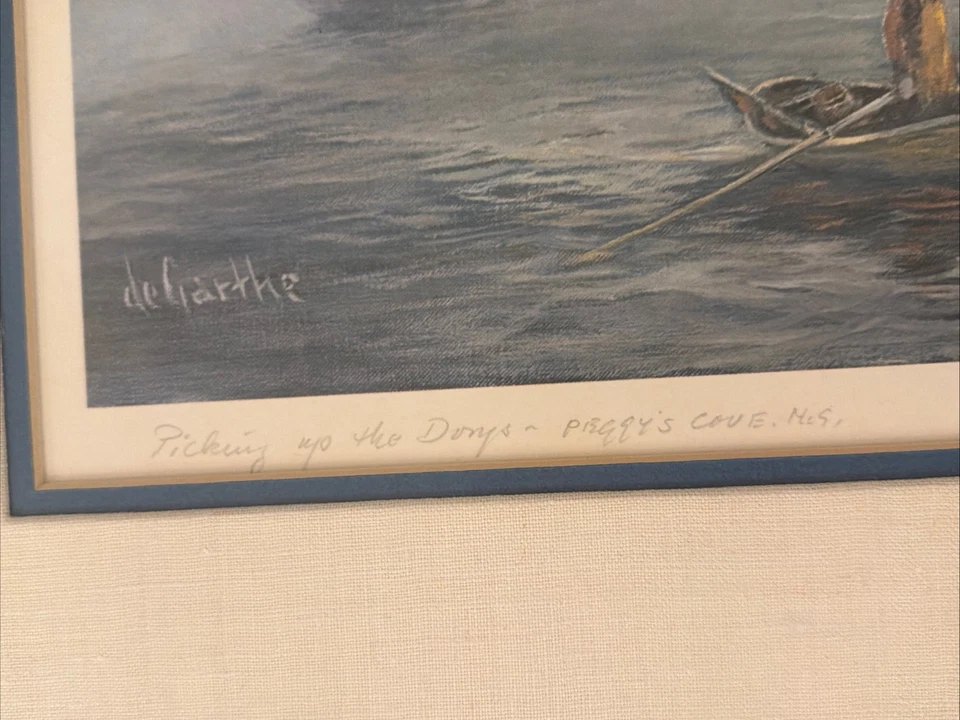 deGarthe
Picking up the Dorys ~ PEGGY'S COVE. N.S.